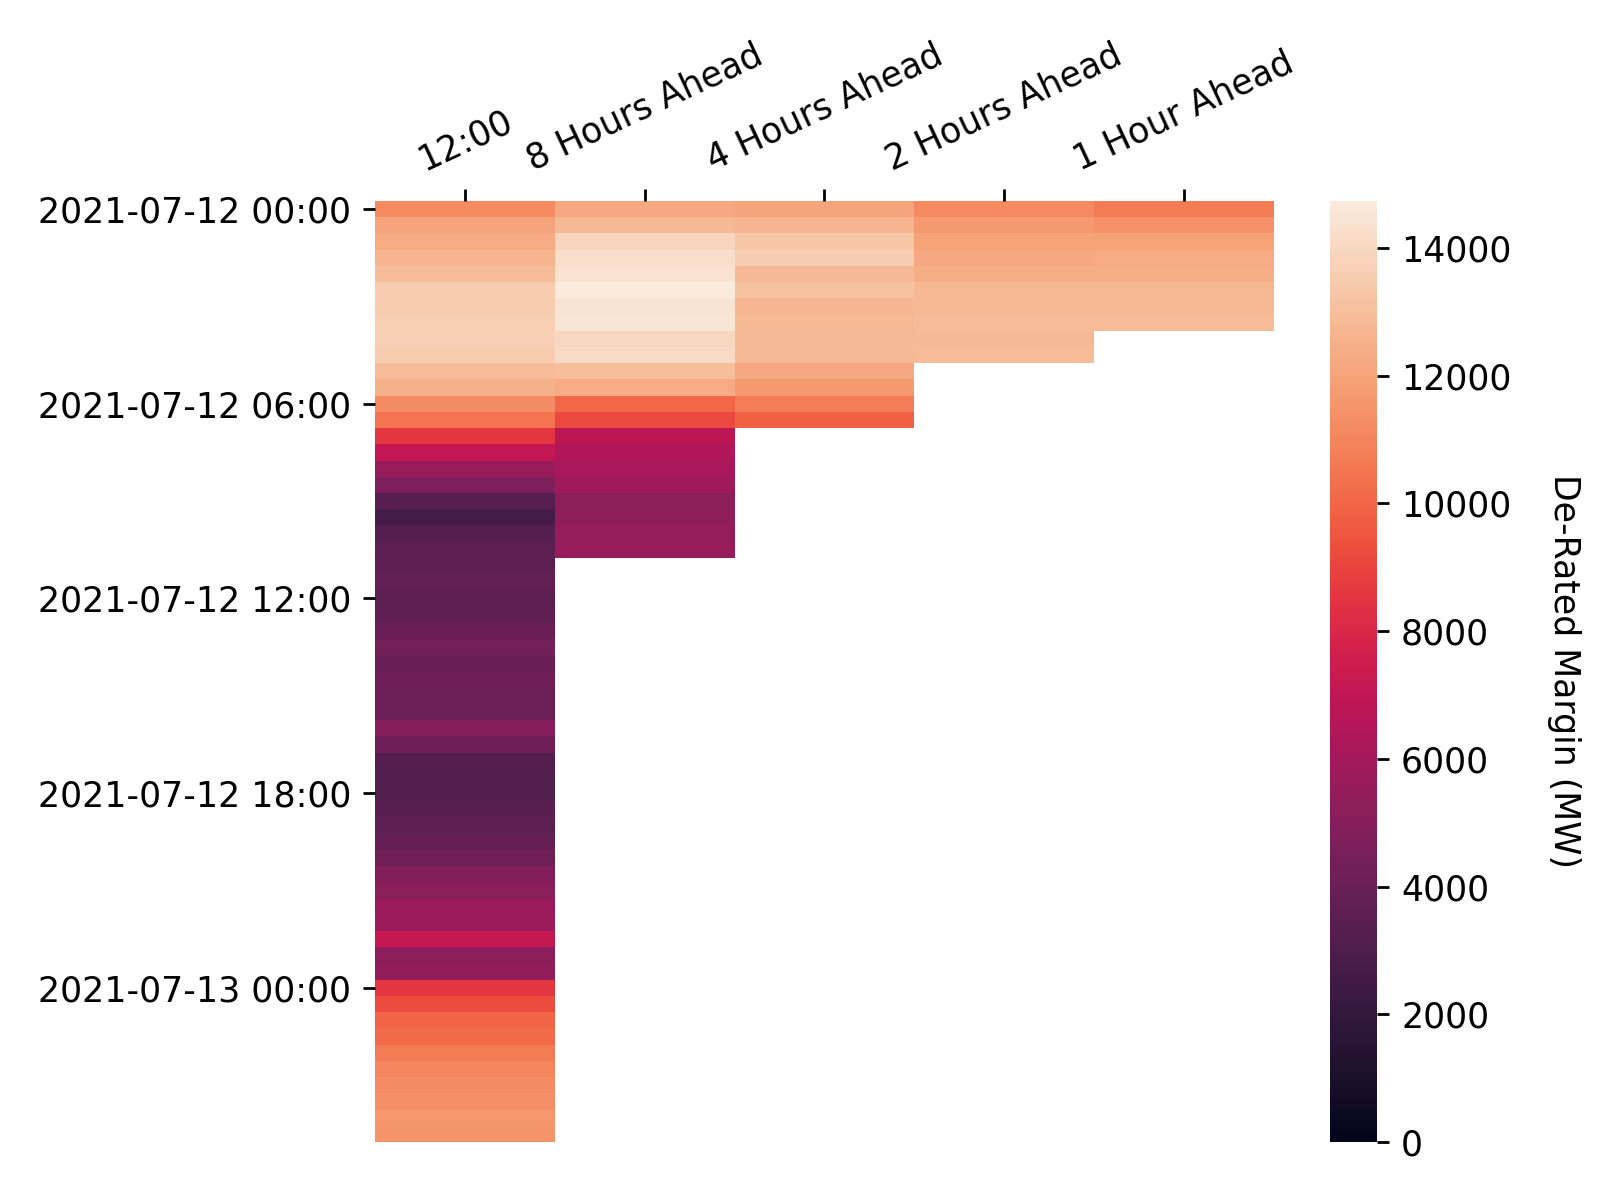 12:00
8 Hours Ahead
4 Hours Ahead
2 Hours Ahead
1 Hour Ahead
2021-07-12 00:00
2021-07-12 06:00
2021-07-12 12:00
2021-07-12 18:00
2021-07-13 00:00
14000
12000
10000
8000
6000
4000
2000
0
De-Rated Margin (MW)